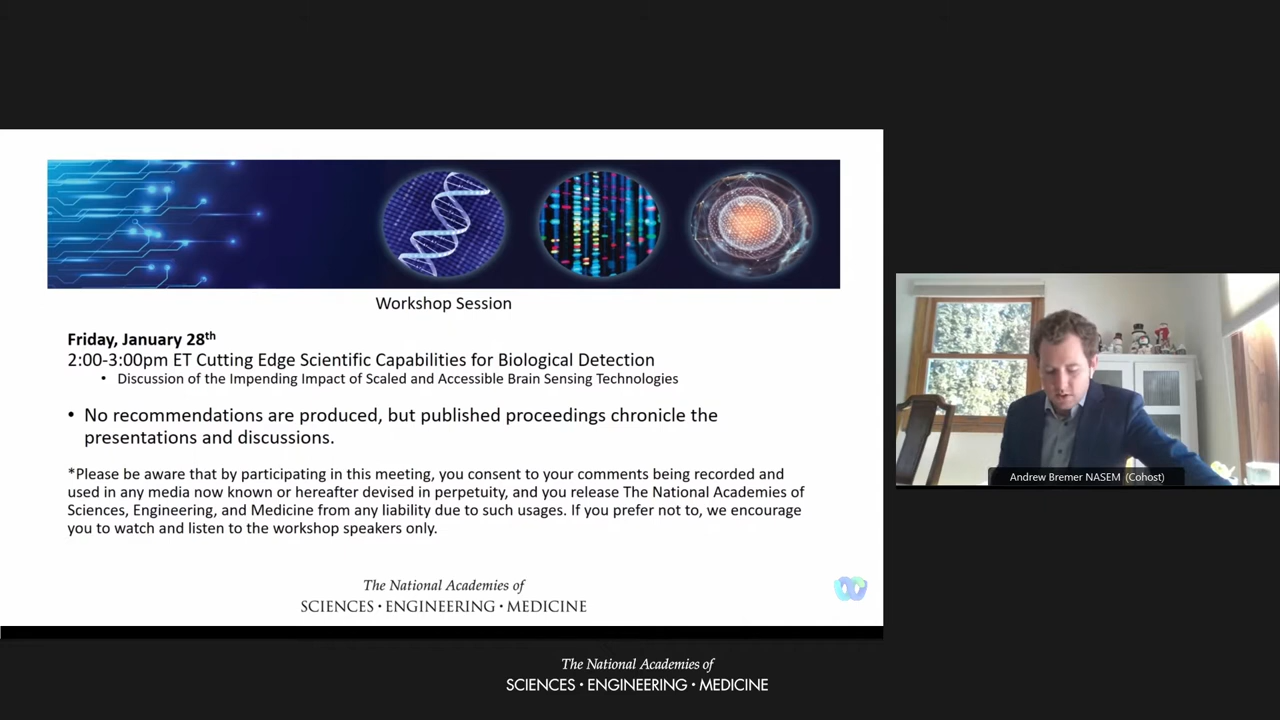 Workshop Session
Friday, January 28th
2:00-3:00pm ET Cutting Edge Scientific Capabilities for Biological Detection
• Discussion of the Impending Impact of Scaled and Accessible Brain Sensing Technologies
• No recommendations are produced, but published proceedings chronicle the
presentations and discussions.
*Please be aware that by participating in this meeting, you consent to your comments being recorded and
used in any media now known or hereafter devised in perpetuity, and you release The National Academies of
Sciences, Engineering, and Medicine from any liability due to such usages. If you prefer not to, we encourage
you to watch and listen to the workshop speakers only.
The National Academies of
SCIENCES • ENGINEERING • MEDICINE
Andrew Bremer NASEM (Cohost)
The National Academies of
SCIENCES • ENGINEERING • MEDICINE